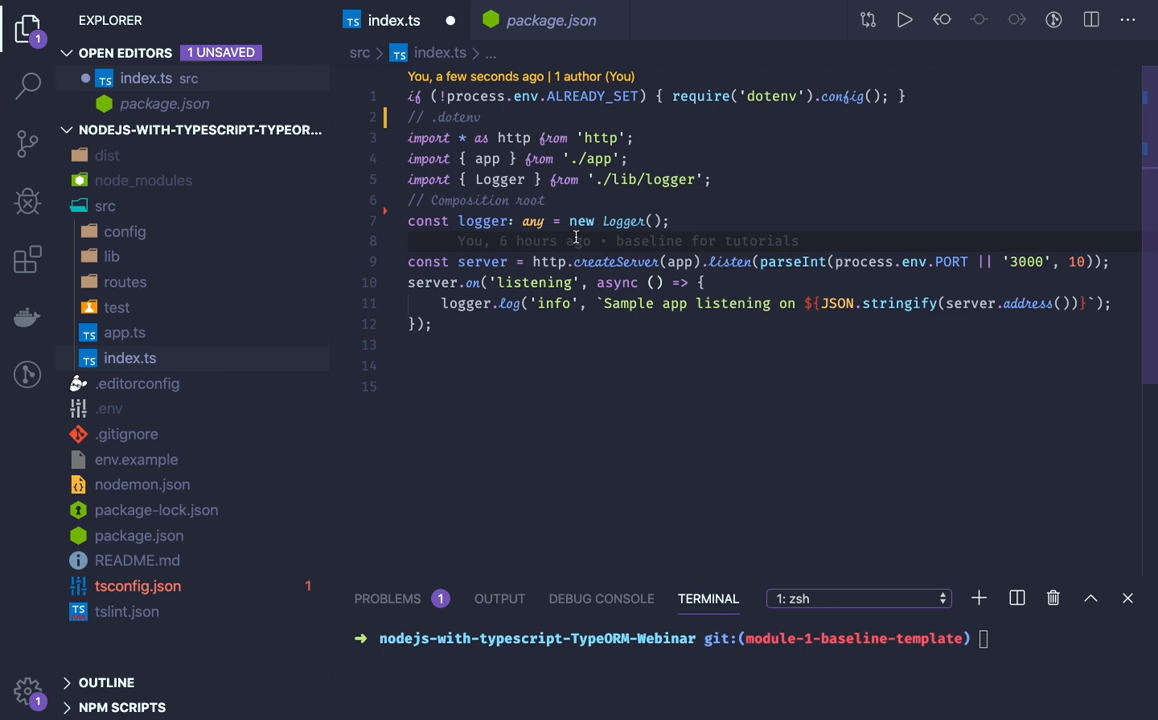 1
EXPLORER
OPEN EDITORS 1 UNSAVED
TS index.ts src
package.json
NODEJS-WITH-TYPESCRIPT-TYPEOR...
dist
node_modules
src
config
lib
routes
test
TS app.ts
TS index.ts
.editorconfig
.env
.gitignore
env.example
nodemon.json
package-lock.json
package.json
README.md
tsconfig.json 1
TS tslint.json
OUTLINE
1
NPM SCRIPTS
TS index.ts
package.json
src > TS index.ts > ...
You, a few seconds ago | 1 author (You)
1 if (!process.env.ALREADY_SET) { require('dotenv').config(); }
2 // .dotenv
3 import * as http from 'http';
4 import { app } from './app';
5 import { Logger } from './lib/logger';
6 // Composition root
7 const logger: any = new Logger();
8 You, 6 hours ago • baseline for tutorials
9 const server = http.createServer(app).listen(parseInt(process.env.PORT || '3000', 10));
10 server.on('listening', async () => {
11 logger.log('info', `Sample app listening on ${JSON.stringify(server.address())}`);
12 });
13
14
15
PROBLEMS 1 OUTPUT DEBUG CONSOLE TERMINAL 1: zsh
➜ nodejs-with-typescript-TypeORM-Webinar git:(module-1-baseline-template)